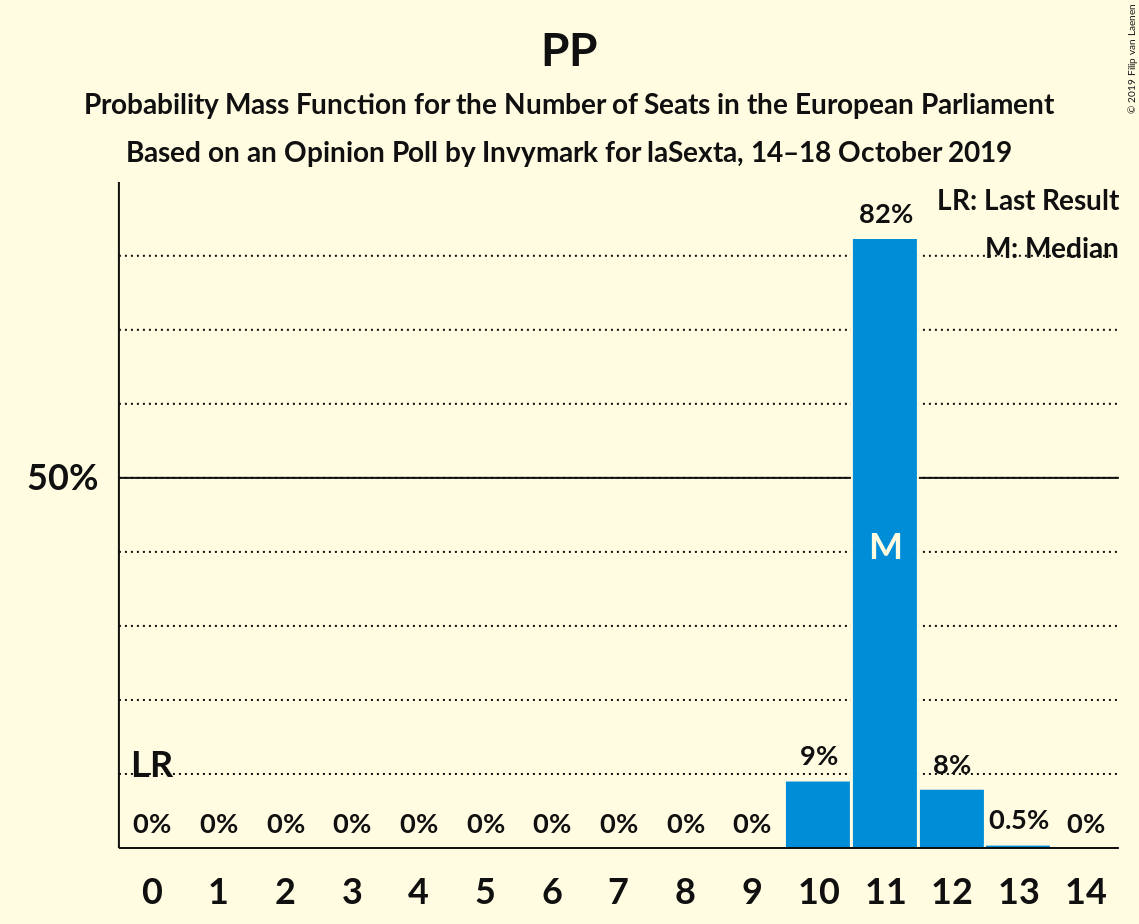 PP
Probability Mass Function for the Number of Seats in the European Parliament
Based on an Opinion Poll by Invymark for laSexta, 14–18 October 2019
© 2019 Filip van Laenen
LR: Last Result
M: Median
82%
50%
M
LR
9%
8%
0% 0% 0% 0% 0% 0% 0% 0% 0% 0% 0.5% 0%
0 1 2 3 4 5 6 7 8 9 10 11 12 13 14